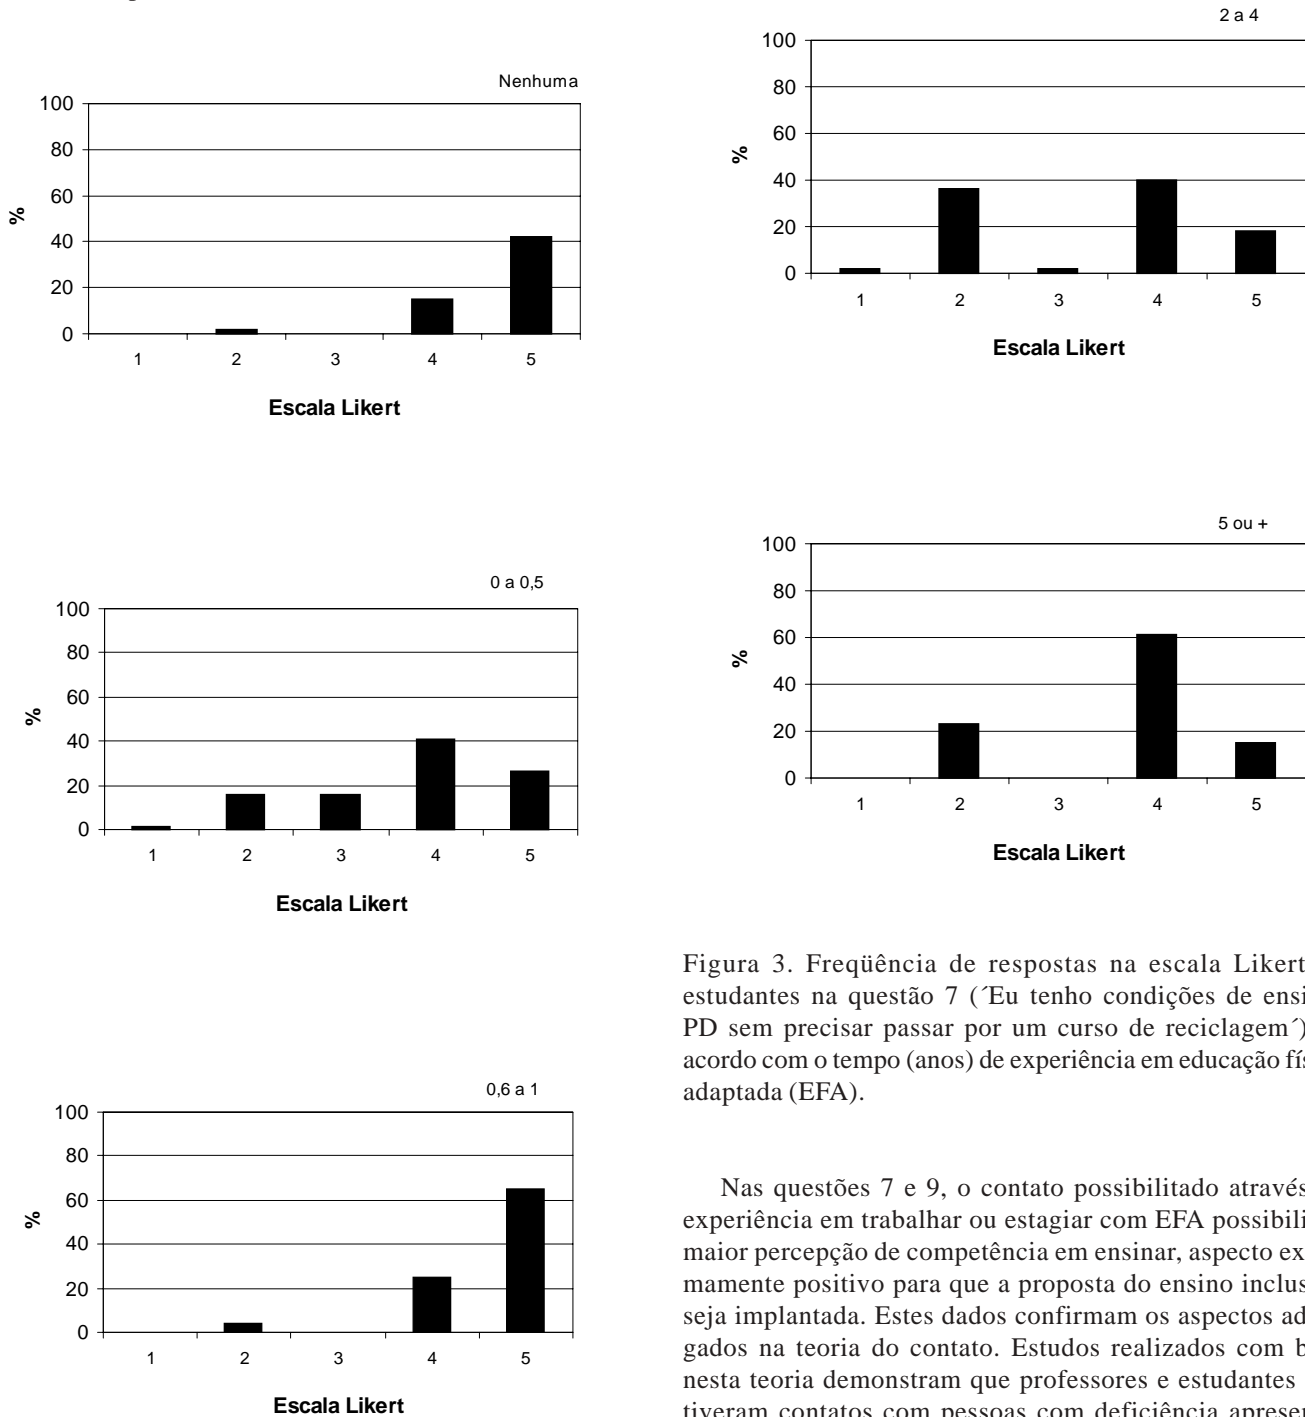 Nenhuma
100
80
60
40
20
0
%
1 2 3 4 5
Escala Likert
0 a 0,5
100
80
60
40
20
0
%
1 2 3 4 5
Escala Likert
0,6 a 1
100
80
60
40
20
0
%
1 2 3 4 5
Escala Likert
2 a 4
100
80
60
40
20
0
%
1 2 3 4 5
Escala Likert
5 ou +
100
80
60
40
20
0
%
1 2 3 4 5
Escala Likert
Figura 3. Freqüência de respostas na escala Likert
estudantes na questão 7 (´Eu tenho condições de ensi
PD sem precisar passar por um curso de reciclagem´)
acordo com o tempo (anos) de experiência em educação fís
adaptada (EFA).
Nas questões 7 e 9, o contato possibilitado através
experiência em trabalhar ou estagiar com EFA possibili
maior percepção de competência em ensinar, aspecto ex
mamente positivo para que a proposta do ensino inclus
seja implantada. Estes dados confirmam os aspectos ad
gados na teoria do contato. Estudos realizados com b
nesta teoria demonstram que professores e estudantes
tiveram contatos com pessoas com deficiência apresen